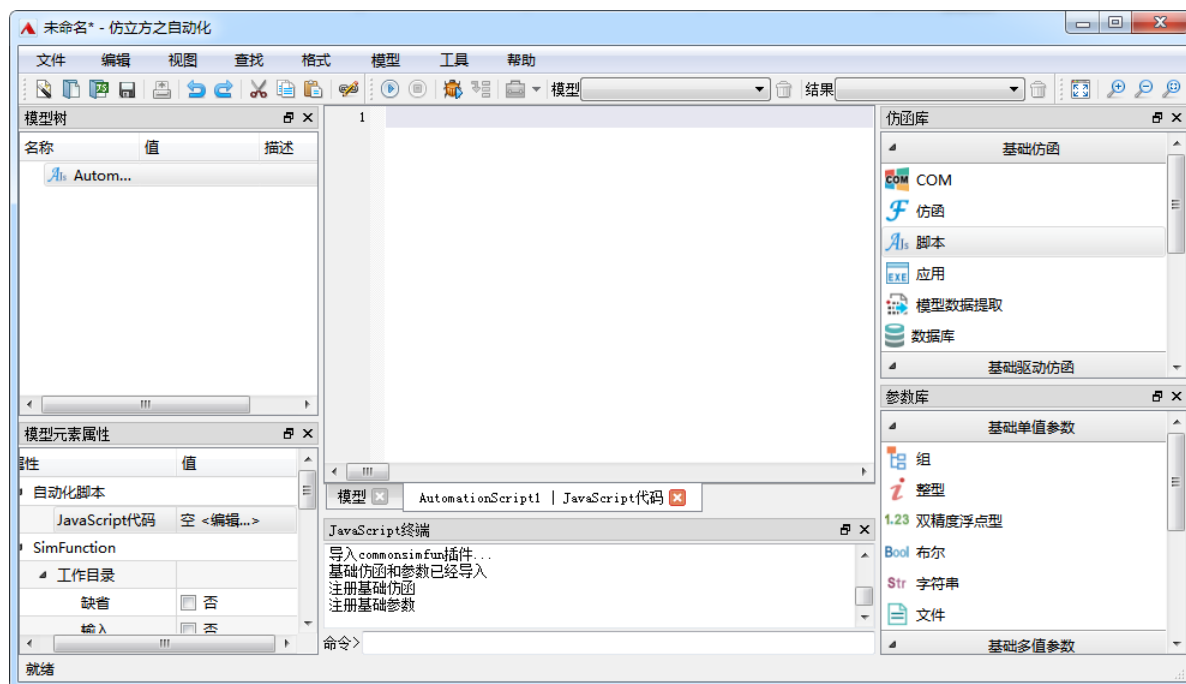 未命名* - 仿立方之自动化
文件 编辑 视图 查找 格式 模型 工具 帮助
模型 结果
模型树
名称 值 描述
AJs Autom...
模型元素属性
值
自动化脚本
JavaScript代码 空 <编辑...>
SimFunction
工作目录
缺省 否
输入 否
1
模型 AutomationScript1 | JavaScript代码
JavaScript终端
导入commonsimfun插件...
基础仿函和参数已经导入
注册基础仿函
注册基础参数
命令>
仿函库
基础仿函
COM COM
仿函
AJs 脚本
EXE 应用
模型数据提取
数据库
基础驱动仿函
参数库
基础单值参数
组
i 整型
1.23 双精度浮点型
Bool 布尔
Str 字符串
文件
基础多值参数
就绪